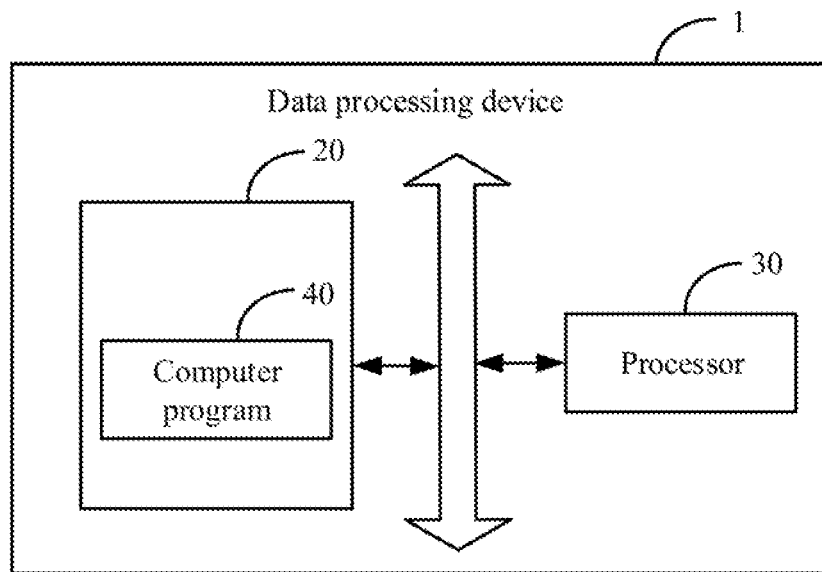 1
Data processing device
20
40
30
Computer
program
Processor